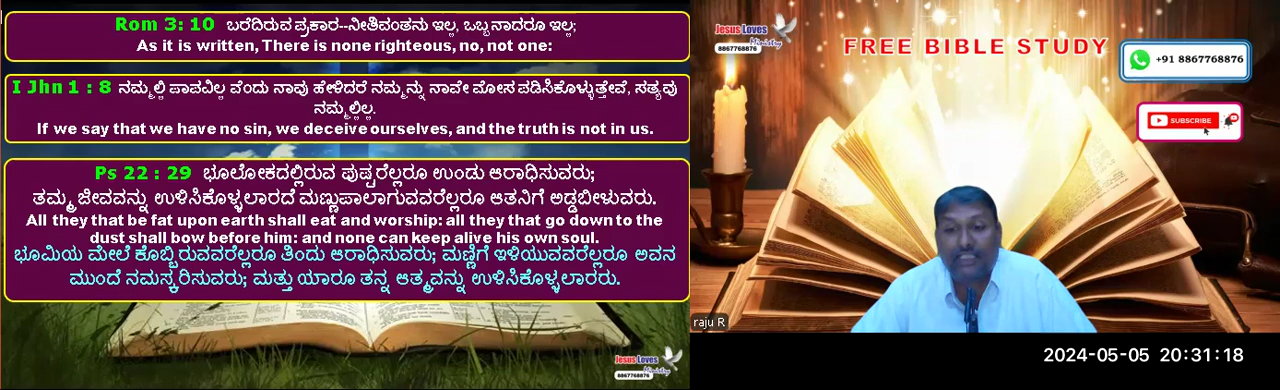 Rom 3: 10 ಬರೆದಿರುವ ಪ್ರಕಾರ--ನೀತಿವಂತನು ಇಲ್ಲ, ಒಬ್ಬನಾದರೂ ಇಲ್ಲ;
As it is written, There is none righteous, no, not one:
I Jhn 1 : 8 ನಮ್ಮಲ್ಲಿ ಪಾಪವಿಲ್ಲ ವೆಂದು ನಾವು ಹೇಳಿದರೆ ನಮ್ಮನ್ನು ನಾವೇ ಮೋಸ ಪಡಿಸಿಕೊಳ್ಳುತ್ತೇವೆ, ಸತ್ಯವು
ನಮ್ಮಲ್ಲಿಲ್ಲ.
If we say that we have no sin, we deceive ourselves, and the truth is not in us.
Ps 22 : 29 ಭೂಲೋಕದಲ್ಲಿರುವ ಪುಷ್ಟರೆಲ್ಲರೂ ಉಂಡು ಆರಾಧಿಸುವರು;
ತಮ್ಮ ಜೀವವನ್ನು ಉಳಿಸಿಕೊಳ್ಳಲಾರದೆ ಮಣ್ಣುಪಾಲಾಗುವವರೆಲ್ಲರೂ ಆತನಿಗೆ ಅಡ್ಡಬೀಳುವರು.
All they that be fat upon earth shall eat and worship: all they that go down to the
dust shall bow before him: and none can keep alive his own soul.
ಭೂಮಿಯ ಮೇಲೆ ಕೊಬ್ಬಿರುವವರೆಲ್ಲರೂ ತಿಂದು ಆರಾಧಿಸುವರು; ಮಣ್ಣಿಗೆ ಇಳಿಯುವವರೆಲ್ಲರೂ ಅವನ
ಮುಂದೆ ನಮಸ್ಕರಿಸುವರು; ಮತ್ತು ಯಾರೂ ತನ್ನ ಆತ್ಮವನ್ನು ಉಳಿಸಿಕೊಳ್ಳಲಾರರು.
Jesus Loves
Ministry
8867768876
Jesus Loves
Ministry
8867768876
FREE BIBLE STUDY
+91 8867768876
SUBSCRIBE
raju R
2024-05-05 20:31:18